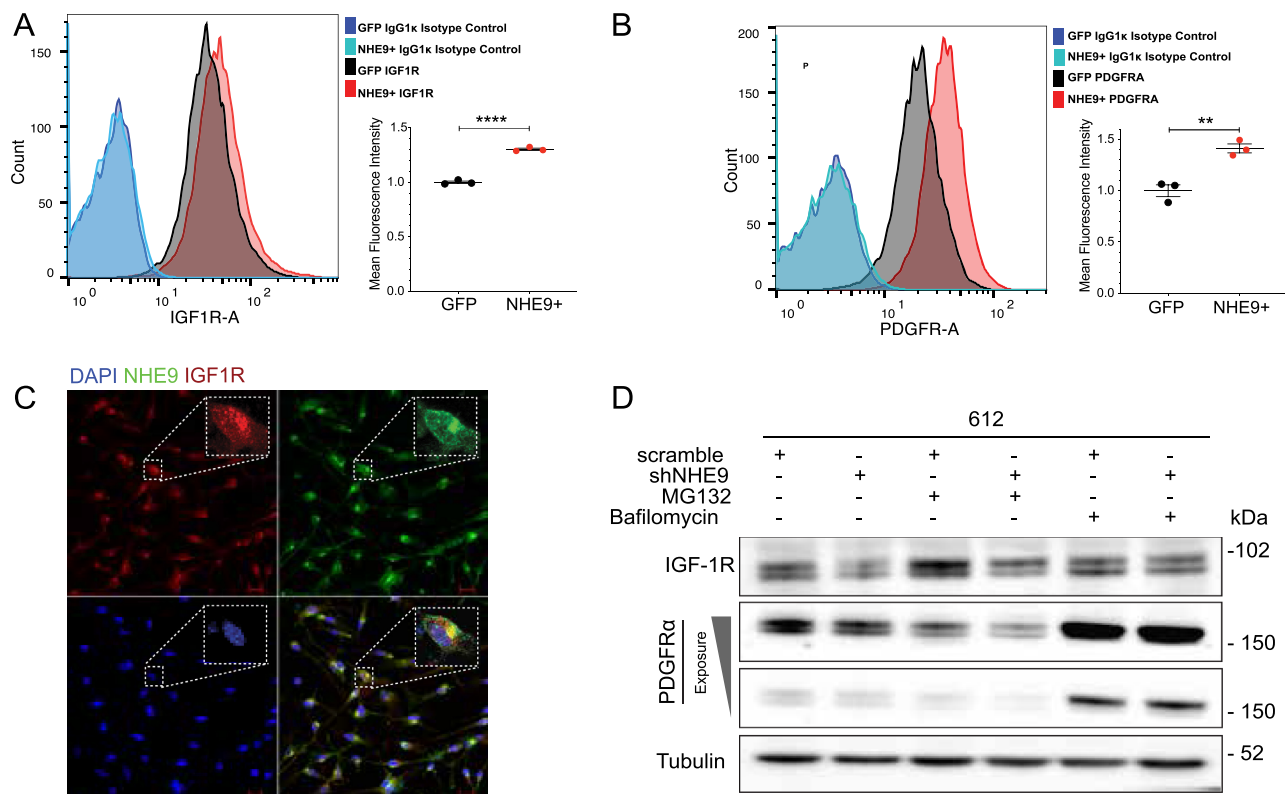 A
GFP IgG1κ Isotype Control
NHE9+ IgG1κ Isotype Control
GFP IGF1R
NHE9+ IGF1R
Count
150
100
50
0
10 0
10 1
10 2
IGF1R-A
Mean Fluorescence Intensity
1.5
1.0
0.5
0.0
****
GFP NHE9+
B
P
GFP IgG1κ Isotype Control
NHE9+ IgG1κ Isotype Control
GFP PDGFRA
NHE9+ PDGFRA
Count
200
150
100
50
0
10 0
10 1
10 2
PDGFR-A
Mean Fluorescence Intensity
1.5
1.0
0.5
0.0
**
GFP NHE9+
C
DAPI NHE9 IGF1R
D
612
scramble + - + - + -
shNHE9 - + - + - +
MG132 - - + + - -
Bafilomycin - - - - + +
kDa
IGF-1R
-102
PDGFRα
Exposure
- 150
- 150
Tubulin
- 52